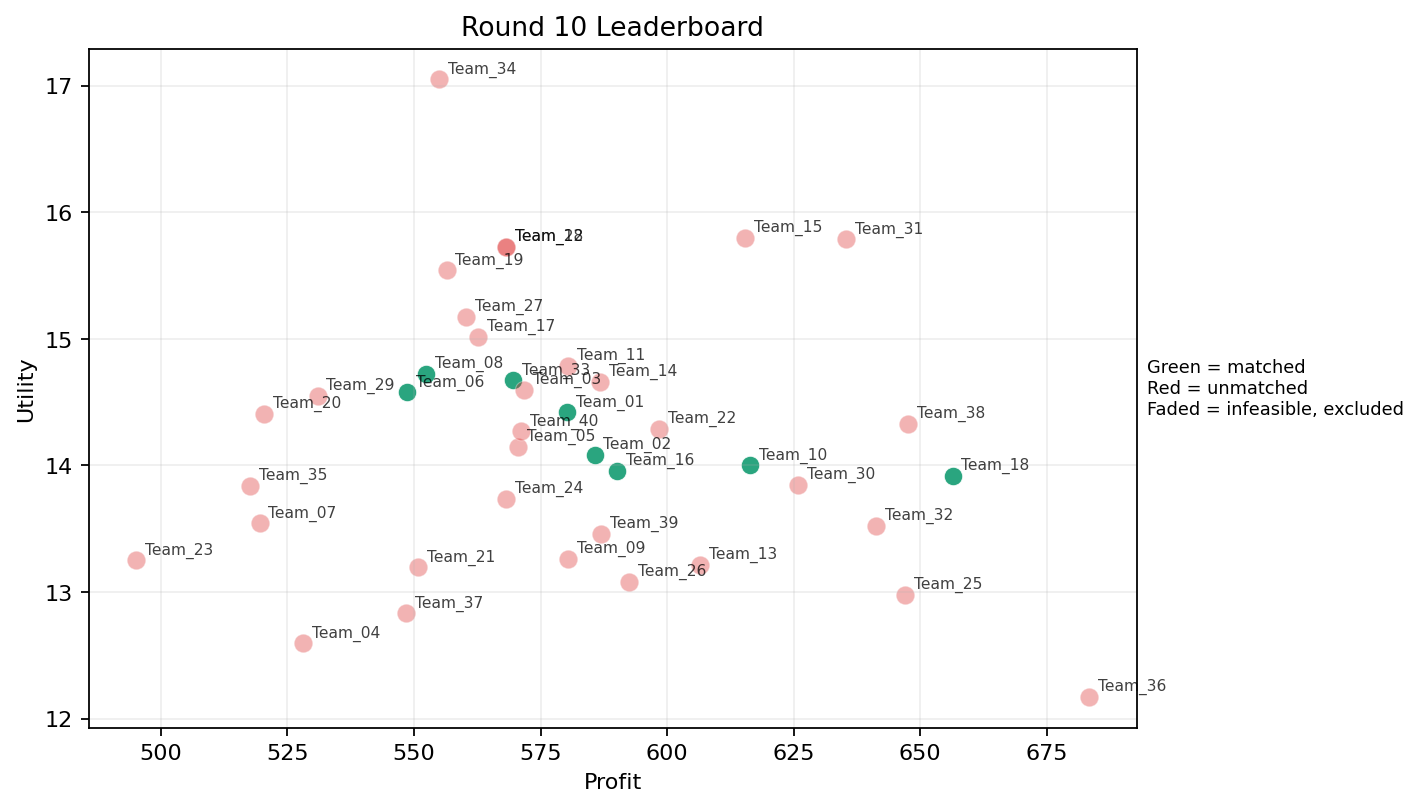 Round 10 Leaderboard
17
16
15
14
13
12
Utility
Team_34
Team_15
Team_31
Team_19
Team_27
Team_17
Team_11
Team_08
Team_33
Team_14
Team_03
Team_06
Team_29
Team_20
Team_01
Team_38
Team_22
Team_40
Team_05
Team_02
Team_16
Team_10
Team_18
Team_30
Team_35
Team_24
Team_07
Team_32
Team_39
Team_23
Team_09
Team_21
Team_13
Team_26
Team_25
Team_37
Team_04
Team_36
Green = matched
Red = unmatched
Faded = infeasible, excluded
500 525 550 575 600 625 650 675
Profit